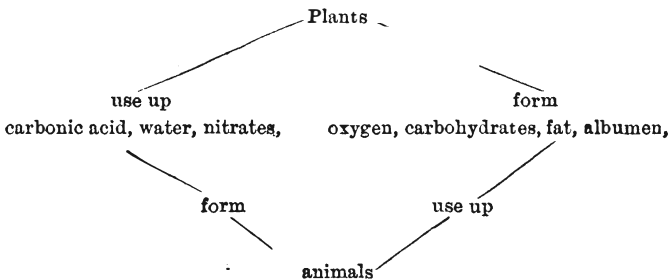 Plants
use up form
carbonic acid, water, nitrates, oxygen, carbohydrates, fat, albumen,
form use up
animals